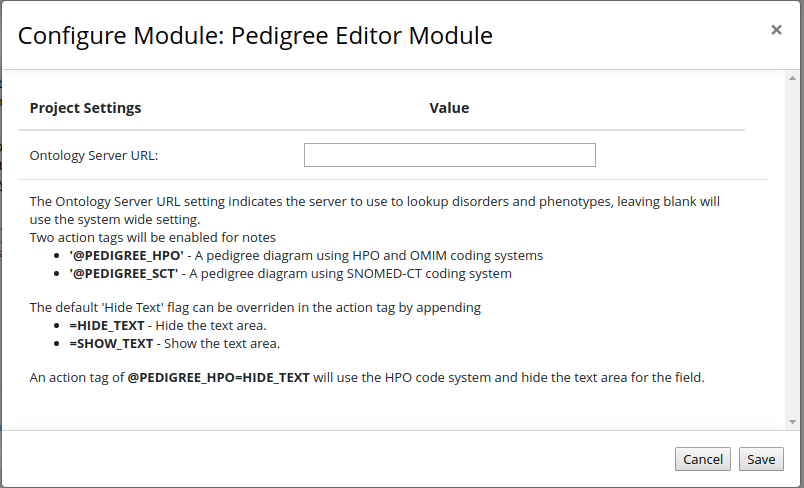 Configure Module: Pedigree Editor Module
×
Project Settings Value
Ontology Server URL:
The Ontology Server URL setting indicates the server to use to lookup disorders and phenotypes, leaving blank will
use the system wide setting.
Two action tags will be enabled for notes
• '@PEDIGREE_HPO' - A pedigree diagram using HPO and OMIM coding systems
• '@PEDIGREE_SCT' - A pedigree diagram using SNOMED-CT coding system
The default 'Hide Text' flag can be overriden in the action tag by appending
• =HIDE_TEXT - Hide the text area.
• =SHOW_TEXT - Show the text area.
An action tag of @PEDIGREE_HPO=HIDE_TEXT will use the HPO code system and hide the text area for the field.
Cancel Save